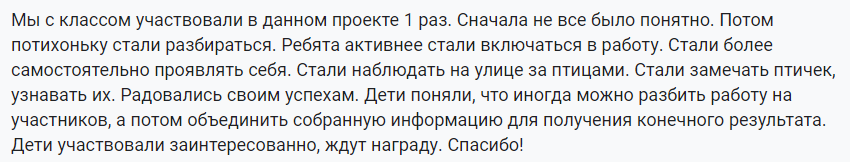 Мы с классом участвовали в данном проекте 1 раз. Сначала не все было понятно. Потом
потихоньку стали разбираться. Ребята активнее стали включаться в работу. Стали более
самостоятельно проявлять себя. Стали наблюдать на улице за птицами. Стали замечать птичек,
узнавать их. Радовались своим успехам. Дети поняли, что иногда можно разбить работу на
участников, а потом объединить собранную информацию для получения конечного результата.
Дети участвовали заинтересованно, ждут награду. Спасибо!